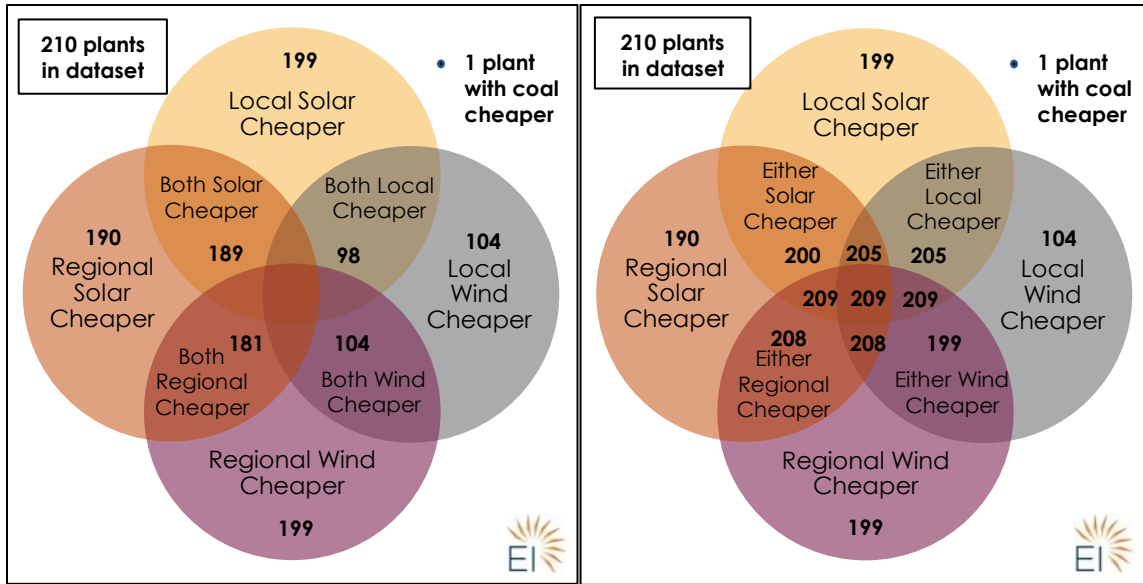 210 plants
in dataset
199
Local Solar
Cheaper
• 1 plant
with coal
cheaper
Both Solar
Cheaper
189
Both Local
Cheaper
98
190
Regional
Solar
Cheaper
104
Local
Wind
Cheaper
181
Both
Regional
Cheaper
104
Both Wind
Cheaper
Regional Wind
Cheaper
199
EI
210 plants
in dataset
199
Local Solar
Cheaper
• 1 plant
with coal
cheaper
Either
Solar
Cheaper
200
205
Either
Local
Cheaper
205
190
Regional
Solar
Cheaper
104
Local
Wind
Cheaper
209
209
209
208
Either
Regional
Cheaper
208
199
Either Wind
Cheaper
Regional Wind
Cheaper
199
EI